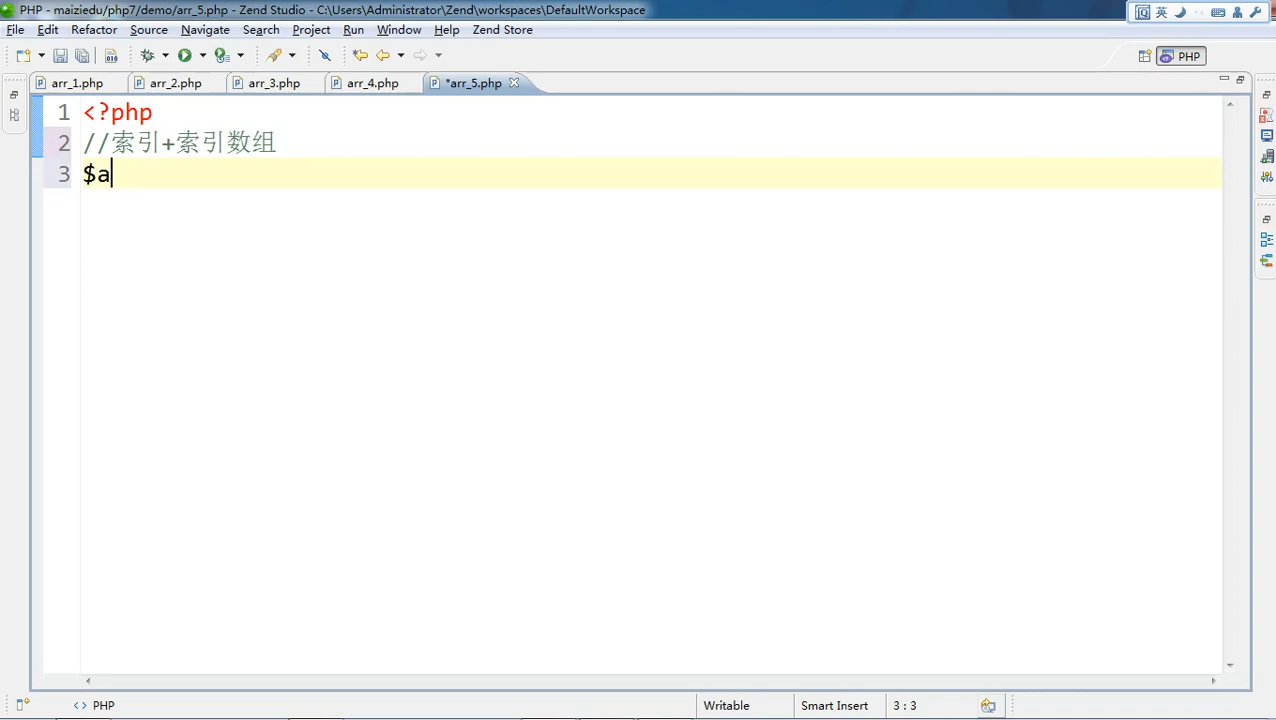 PHP - maiziedu/php7/demo/arr_5.php - Zend Studio - C:\Users\Administrator\Zend\workspaces\DefaultWorkspace
英
File Edit Refactor Source Navigate Search Project Run Window Help Zend Store
PHP
arr_1.php arr_2.php arr_3.php arr_4.php *arr_5.php
1 <?php
2 //索引+索引数组
3 $a
PHP Writable Smart Insert 3 : 3